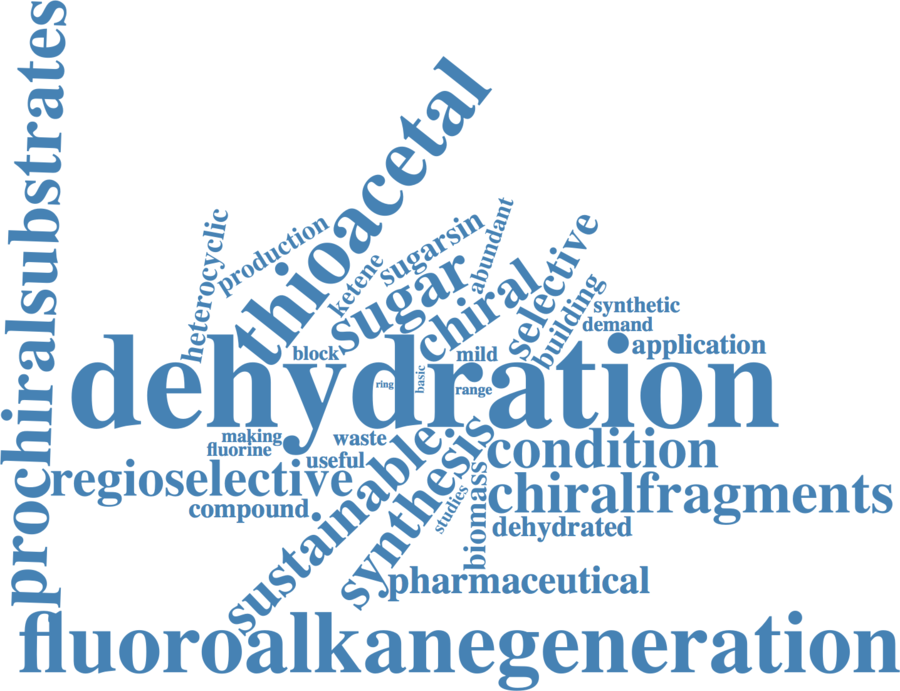 prochiralsubstrates
thioacetal
heterocyclic
production
ketene
sugarsin
abundant
sugar
chiral
selective
building
synthetic
demand
application
block
mild
dehydration
ring
basic
range
making
fluorine
waste
useful
regioselective
compound
sustainable
synthesis
studies
biomass
condition
chiralfragments
dehydrated
pharmaceutical
fluoroalkanegeneration